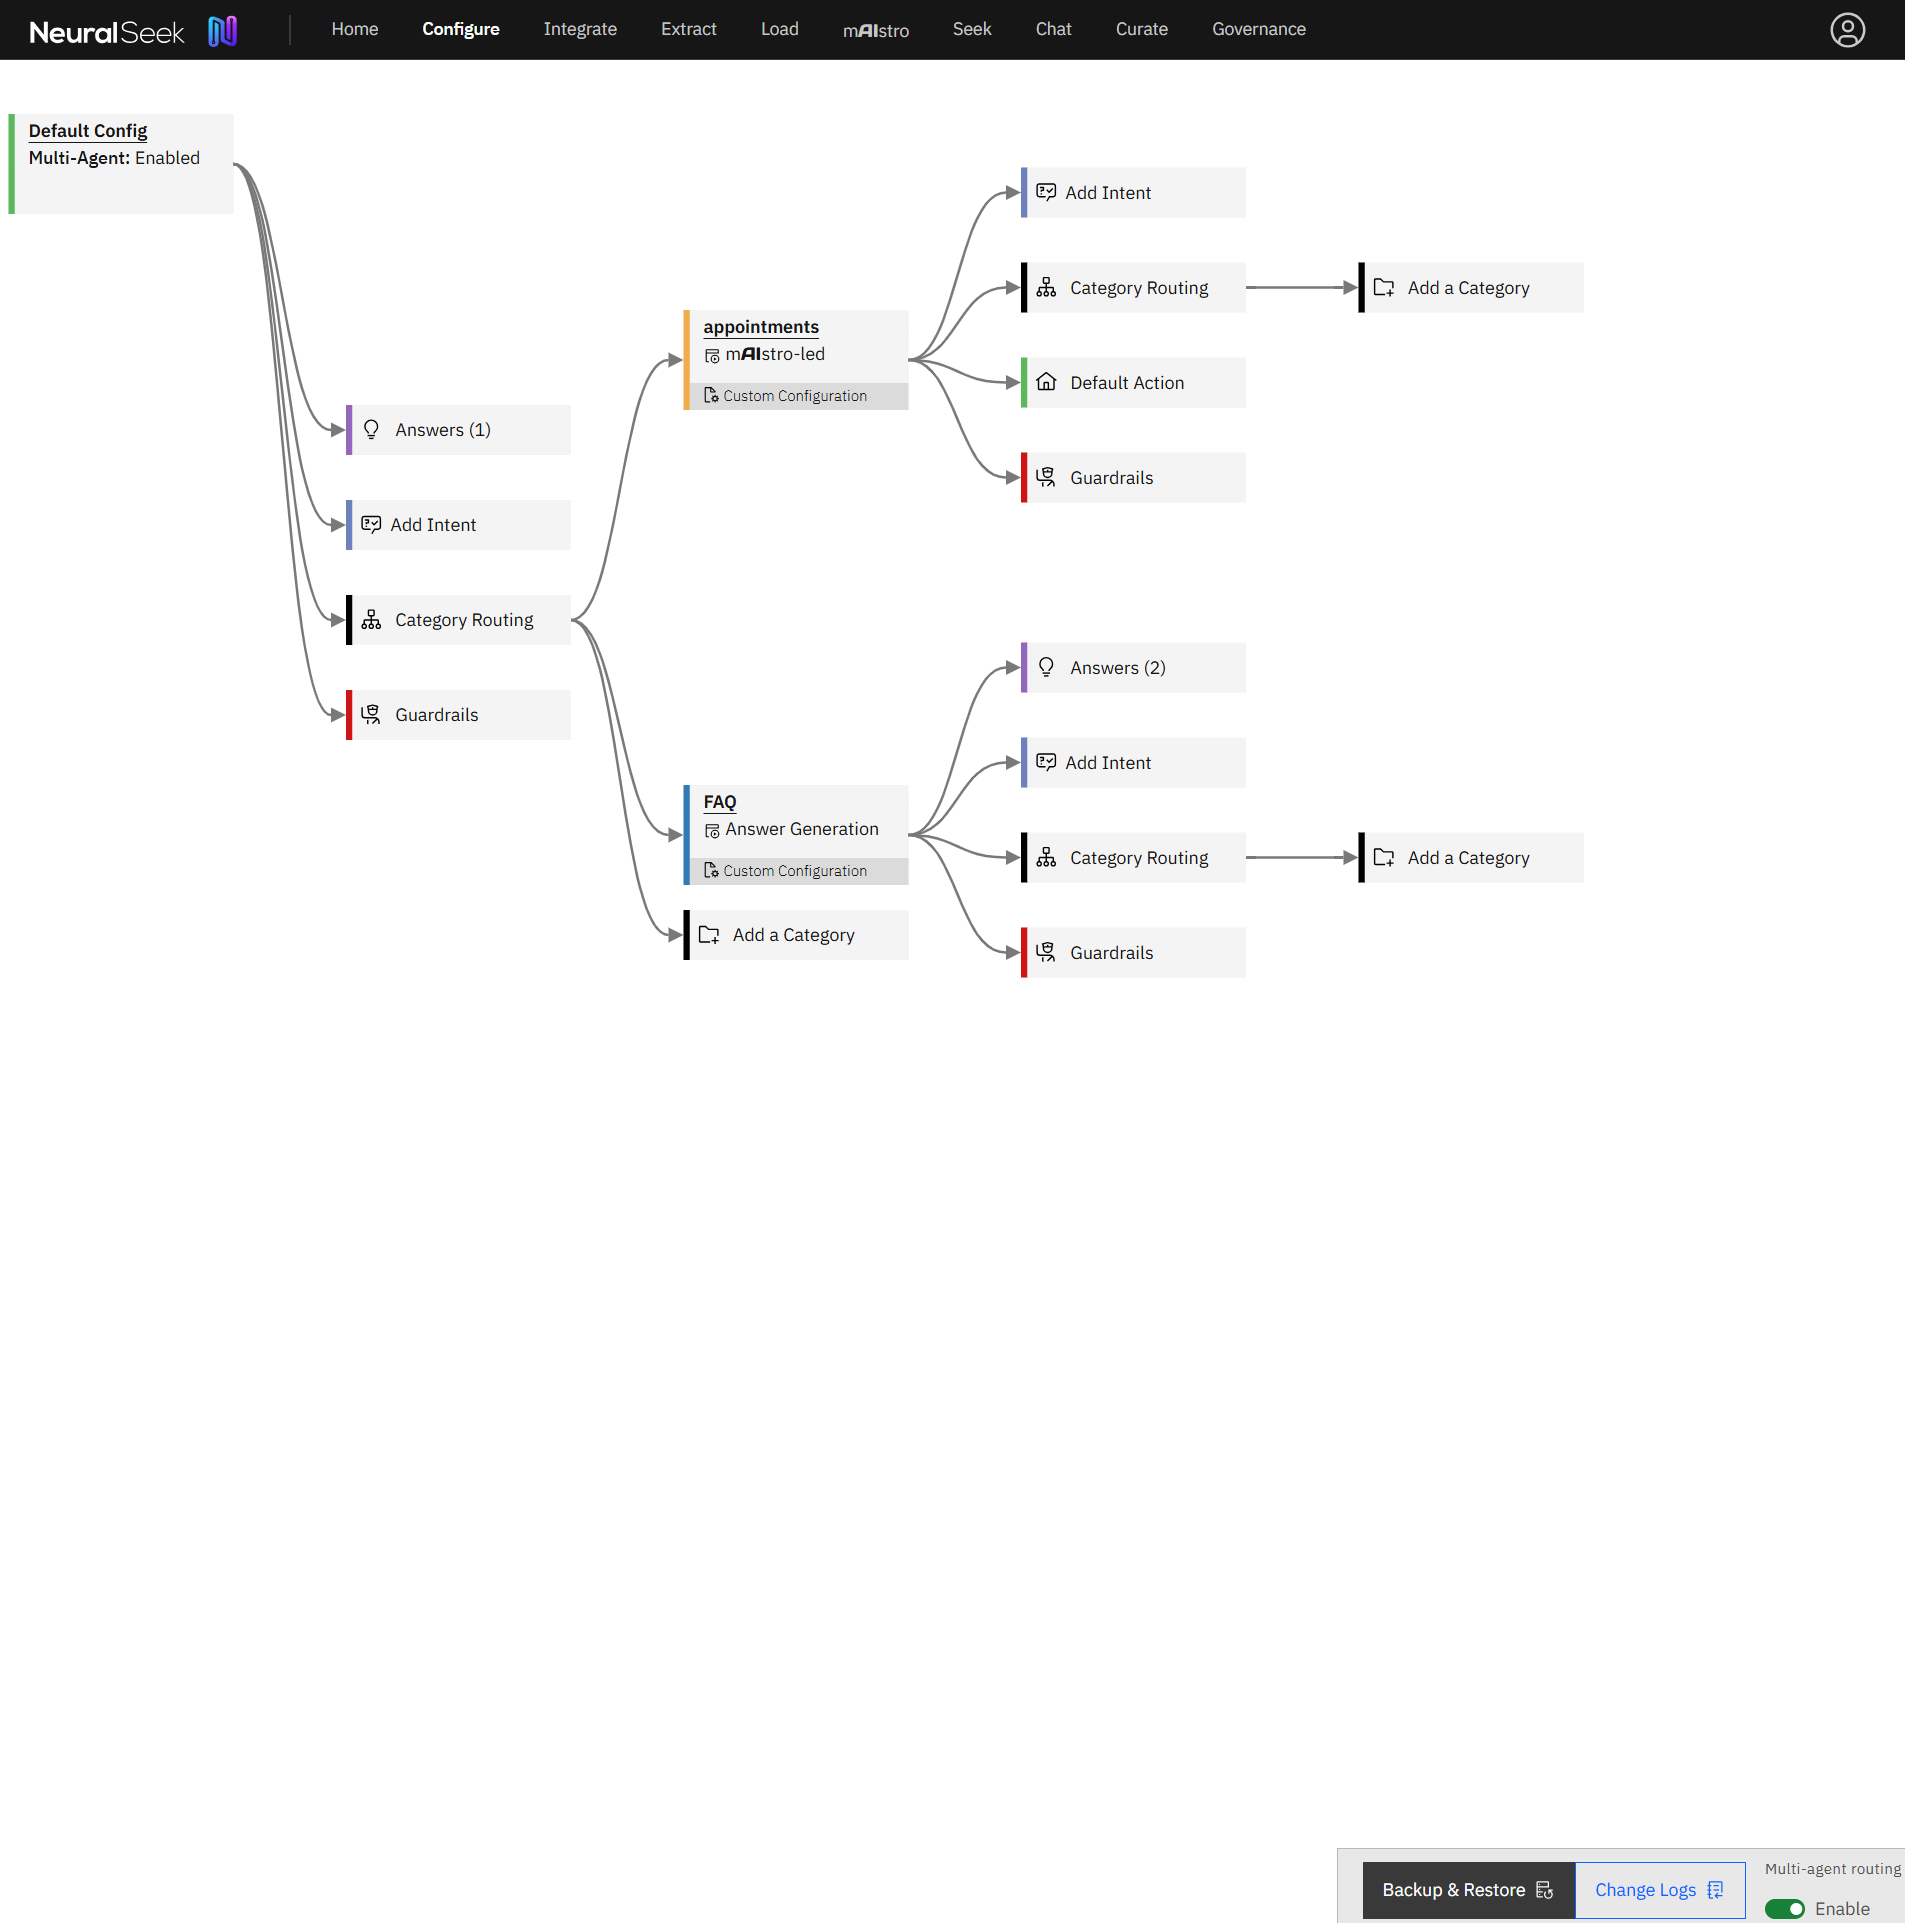 NeuralSeek
Home
Configure
Integrate
Extract
Load
mAIstro
Seek
Chat
Curate
Governance
Default Config
Multi-Agent: Enabled
Answers (1)
Add Intent
Category Routing
Guardrails
appointments
mAIstro-led
Custom Configuration
FAQ
Answer Generation
Custom Configuration
Add a Category
Add Intent
Category Routing
Default Action
Guardrails
Add a Category
Answers (2)
Add Intent
Category Routing
Guardrails
Add a Category
Backup & Restore
Change Logs
Multi-agent routing
Enable